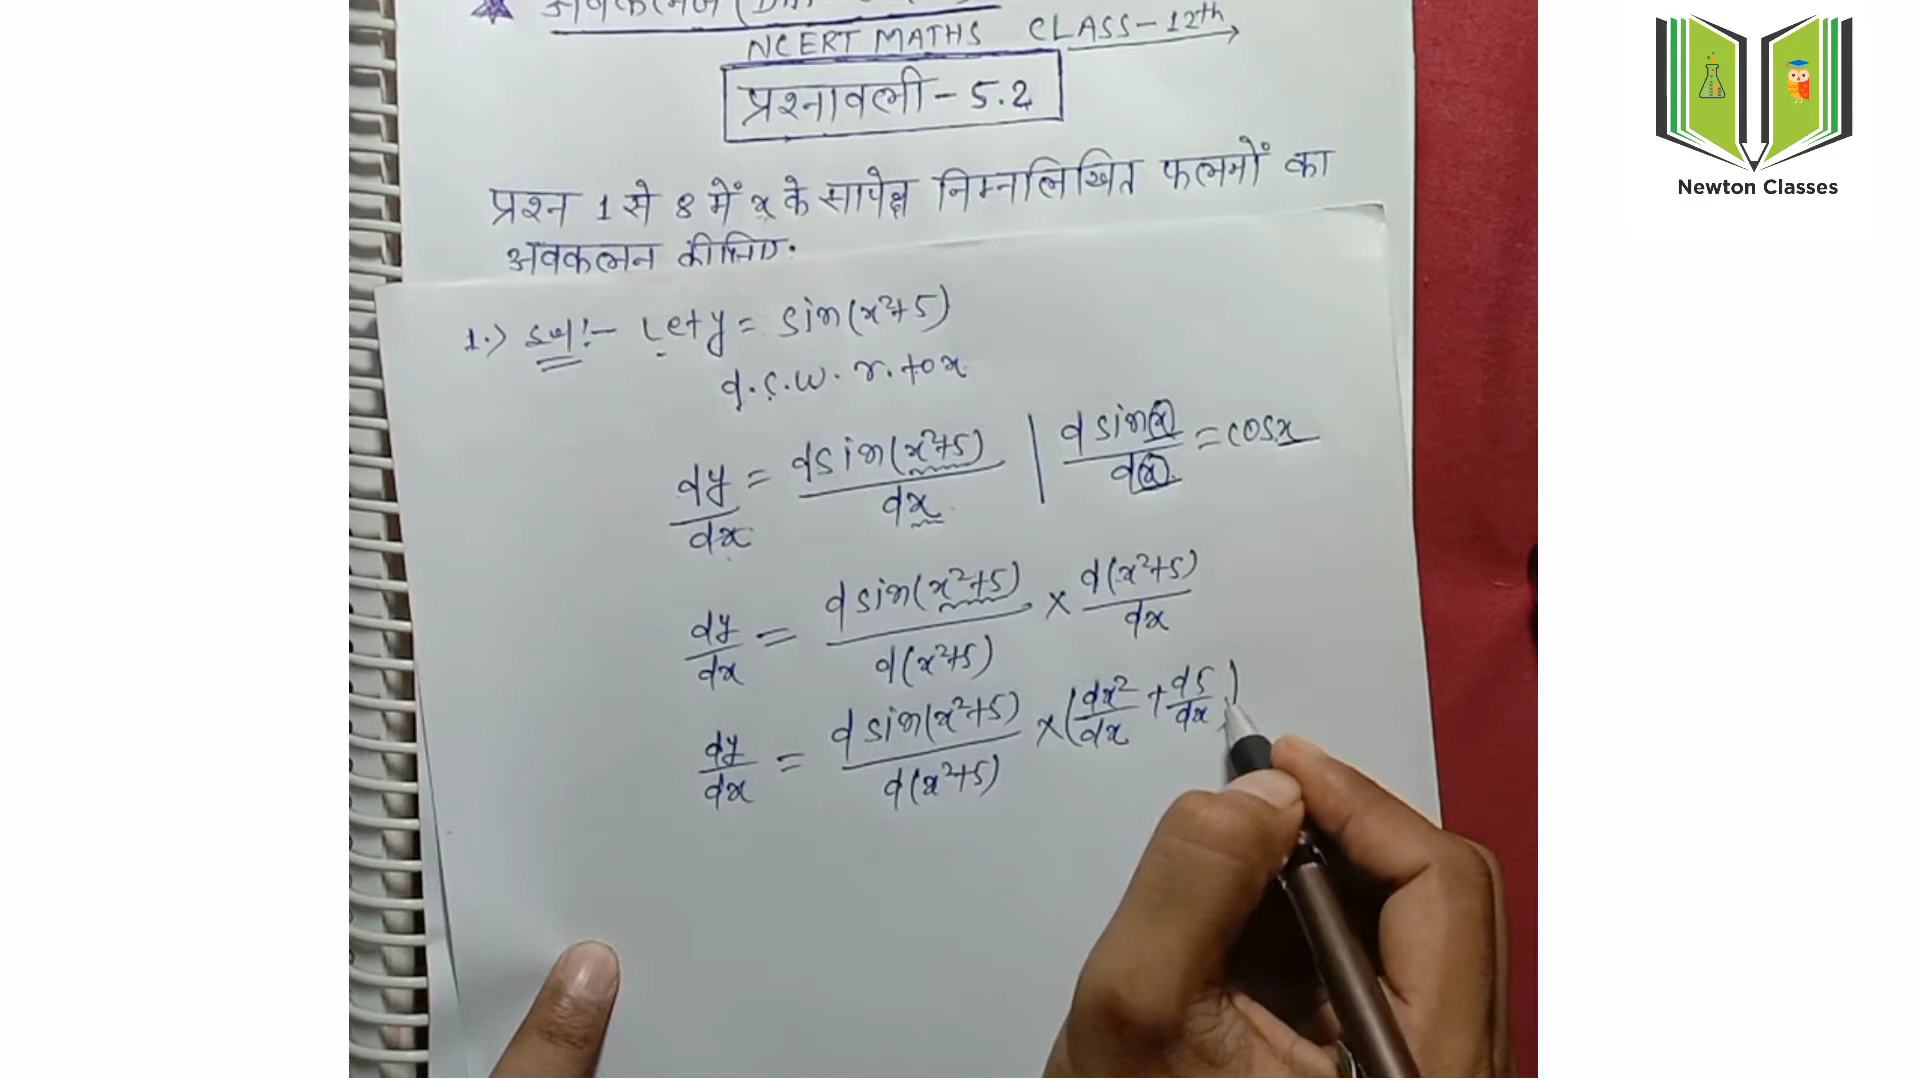 NCERT MATHS CLASS-12th
प्रश्नावली - 5.2
प्रश्न 1 से 8 में x के सापेक्ष निम्नलिखित फलनों का
अवकलन कीजिए.
1.) Sol:- Let y = sin(x²+5)
d.f.w.r.to x
dy/dx = d sin(x²+5)/dx | d sin(x)/d(x) = cosx
dy/dx = d sin(x²+5)/d(x²+5) × d(x²+5)/dx
dy/dx = d sin(x²+5)/d(x²+5) × (dx²/dx + d5/dx)
Newton Classes